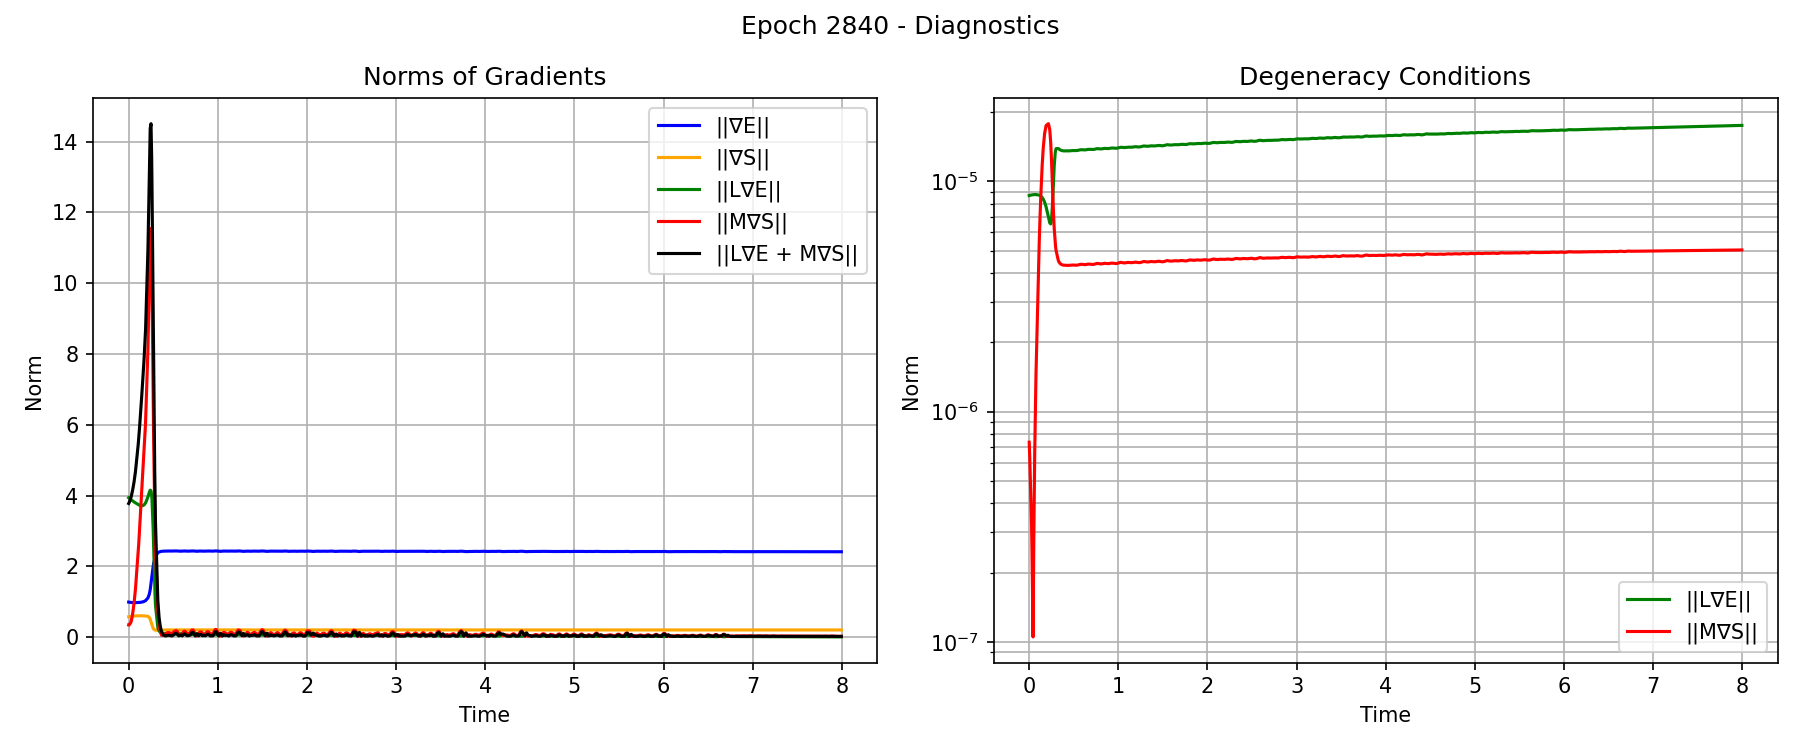 Epoch 2840 - Diagnostics
Norms of Gradients
Norm
14
12
10
8
6
4
2
0
||∇E||
||∇S||
||L∇E||
||M∇S||
||L∇E + M∇S||
0 1 2 3 4 5 6 7 8
Time
Degeneracy Conditions
Norm
10⁻⁵
10⁻⁶
10⁻⁷
||L∇E||
||M∇S||
0 1 2 3 4 5 6 7 8
Time